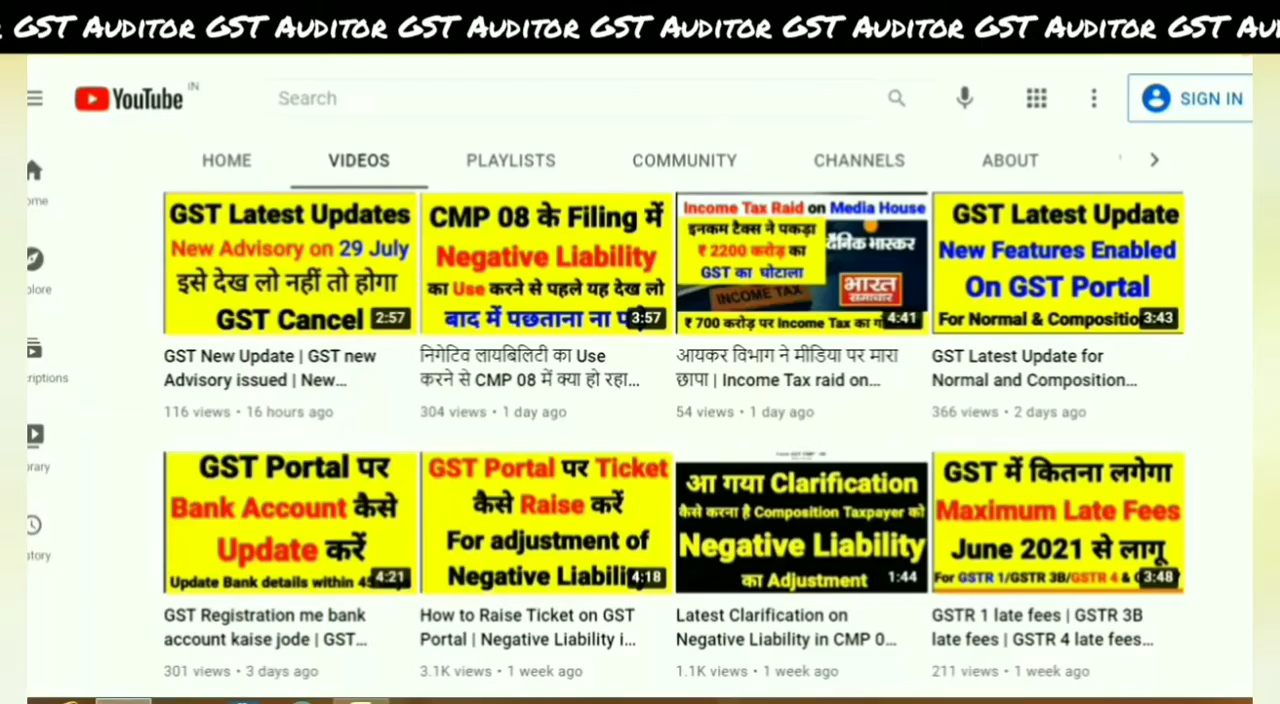 GST AUDITOR GST AUDITOR GST AUDITOR GST AUDITOR GST AUDITOR GST AUDITOR GST
YouTube IN
Search
SIGN IN
HOME VIDEOS PLAYLISTS COMMUNITY CHANNELS ABOUT
ome
plore
riptions
rary
tory
GST Latest Updates
New Advisory on 29 July
इसे देख लो नहीं तो होगा
GST Cancel 2:57
GST New Update | GST new
Advisory issued | New...
116 views • 16 hours ago
CMP 08 के Filing में
Negative Liability
का Use करने से पहले यह देख लो
बाद में पछताना ना 3:57
निगेटिव लायबिलिटी का Use
करने से CMP 08 में क्या हो रहा...
304 views • 1 day ago
Income Tax Raid on Media House
इनकम टैक्स ने पकड़ा
₹ 2200 करोड़ का
GST का घोटाला
दैनिक भास्कर
भारत
समाचार
INCOME TAX
₹ 700 करोड़ पर Income Tax का 4:41
आयकर विभाग ने मीडिया पर मारा
छापा | Income Tax raid on...
54 views • 1 day ago
GST Latest Update
New Features Enabled
On GST Portal
For Normal & Compositio 3:43
GST Latest Update for
Normal and Composition...
366 views • 2 days ago
GST Portal पर
Bank Account कैसे
Update करें
Update Bank details within 4:21
GST Registration me bank
account kaise jode | GST...
301 views • 3 days ago
GST Portal पर Ticket
कैसे Raise करें
For adjustment of
Negative Liabili 4:18
How to Raise Ticket on GST
Portal | Negative Liability i...
3.1K views • 1 week ago
आ गया Clarification
कैसे करना है Composition Taxpayer को
Negative Liability
का Adjustment 1:44
Latest Clarification on
Negative Liability in CMP 0...
1.1K views • 1 week ago
GST में कितना लगेगा
Maximum Late Fees
June 2021 से लागू
For GSTR 1/GSTR 3B/GSTR 4 & 3:48
GSTR 1 late fees | GSTR 3B
late fees | GSTR 4 late fees...
211 views • 1 week ago